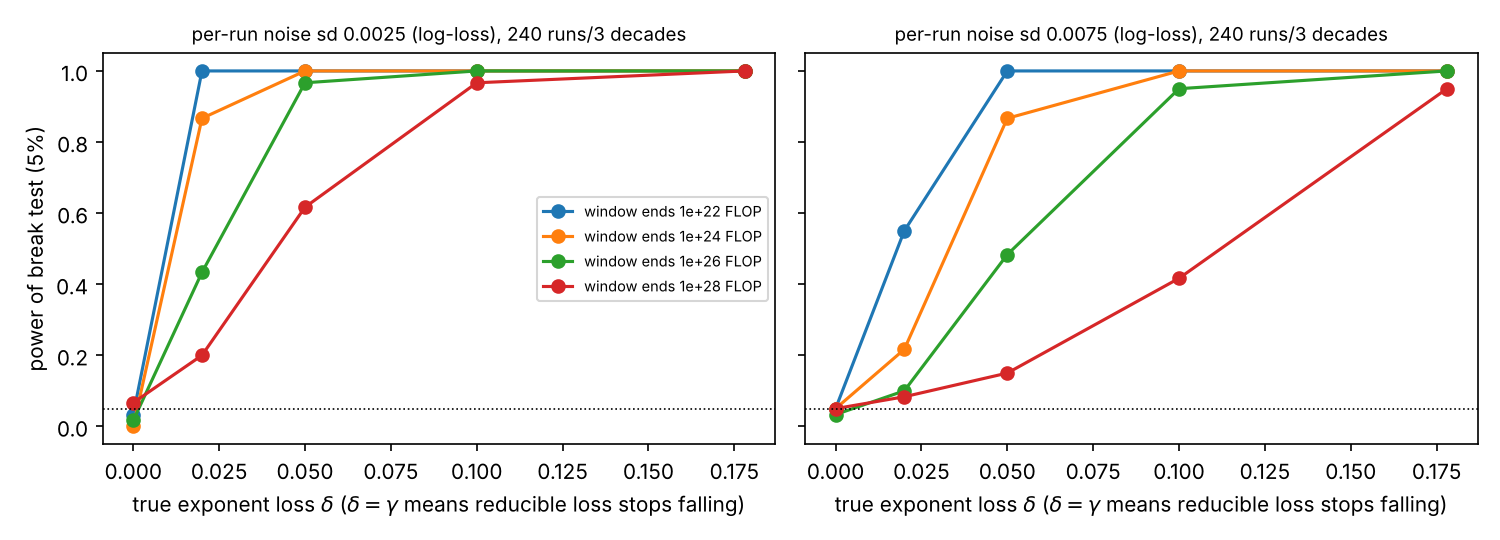 per-run noise sd 0.0025 (log-loss), 240 runs/3 decades
per-run noise sd 0.0075 (log-loss), 240 runs/3 decades
power of break test (5%)
1.0
0.8
0.6
0.4
0.2
0.0
window ends 1e+22 FLOP
window ends 1e+24 FLOP
window ends 1e+26 FLOP
window ends 1e+28 FLOP
0.000 0.025 0.050 0.075 0.100 0.125 0.150 0.175
0.000 0.025 0.050 0.075 0.100 0.125 0.150 0.175
true exponent loss δ (δ = γ means reducible loss stops falling)
true exponent loss δ (δ = γ means reducible loss stops falling)